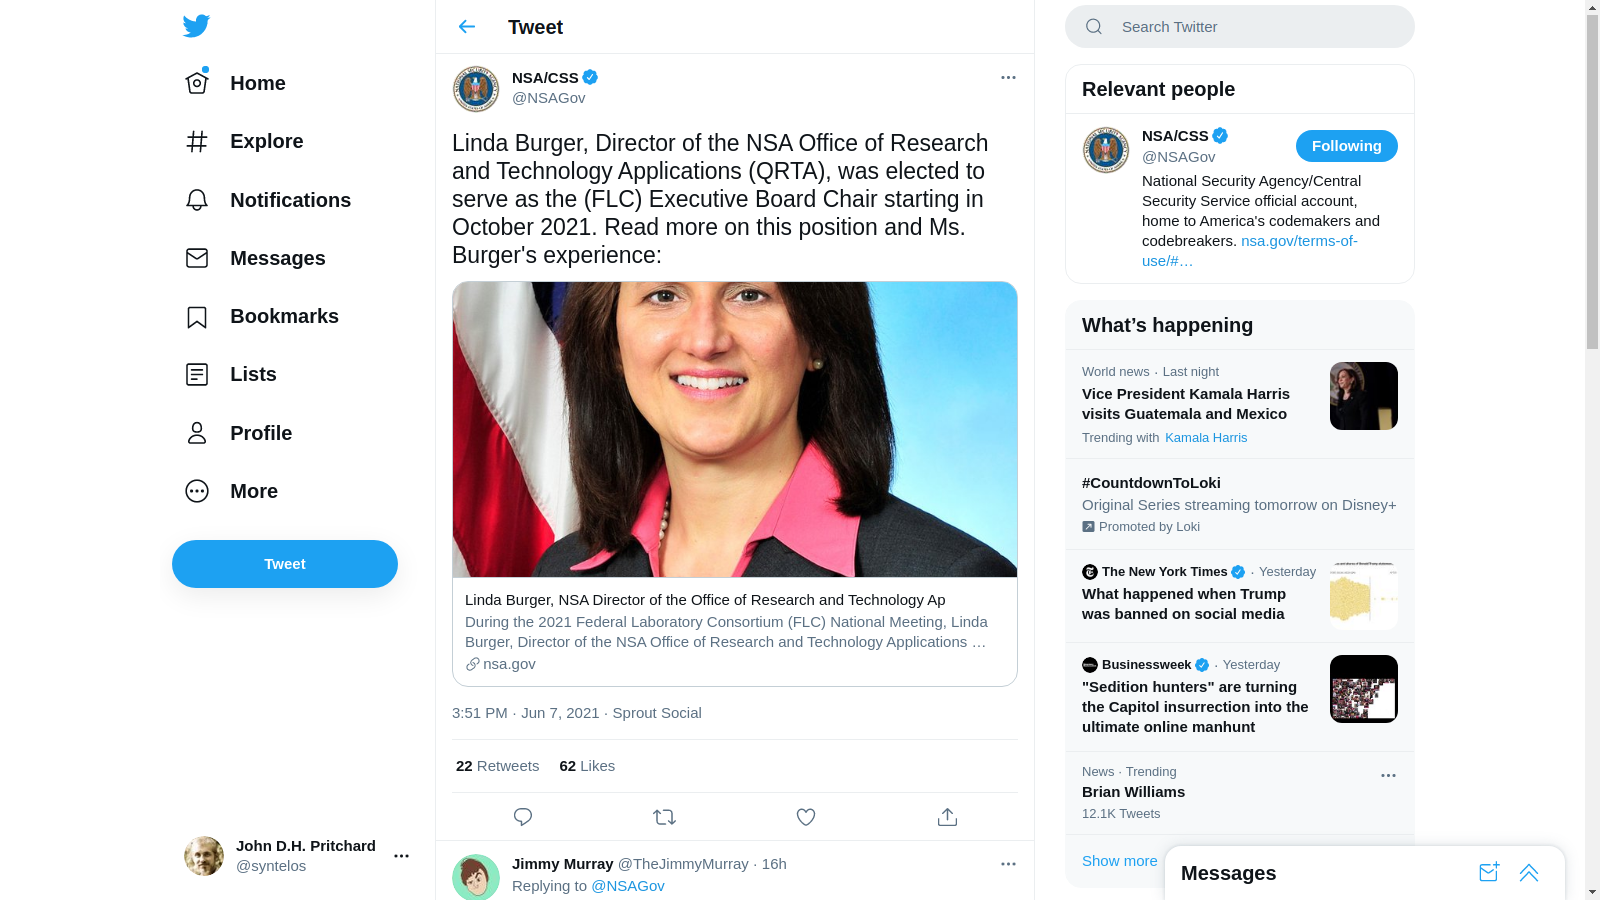 Home
Explore
Notifications
Messages
Bookmarks
Lists
Profile
More
Tweet
John D.H. Pritchard
@syntelos
Tweet
NSA/CSS
@NSAGov
Linda Burger, Director of the NSA Office of Research
and Technology Applications (QRTA), was elected to
serve as the (FLC) Executive Board Chair starting in
October 2021. Read more on this position and Ms.
Burger's experience:
Linda Burger, NSA Director of the Office of Research and Technology Ap
During the 2021 Federal Laboratory Consortium (FLC) National Meeting, Linda
Burger, Director of the NSA Office of Research and Technology Applications …
nsa.gov
3:51 PM · Jun 7, 2021 · Sprout Social
22 Retweets 62 Likes
Jimmy Murray @TheJimmyMurray · 16h
Replying to @NSAGov
Search Twitter
Relevant people
NSA/CSS
@NSAGov
Following
National Security Agency/Central
Security Service official account,
home to America's codemakers and
codebreakers. nsa.gov/terms-of-
use/#…
What's happening
World news · Last night
Vice President Kamala Harris
visits Guatemala and Mexico
Trending with Kamala Harris
#CountdownToLoki
Original Series streaming tomorrow on Disney+
Promoted by Loki
The New York Times · Yesterday
What happened when Trump
was banned on social media
Businessweek · Yesterday
"Sedition hunters" are turning
the Capitol insurrection into the
ultimate online manhunt
News · Trending
Brian Williams
12.1K Tweets
Show more
Messages